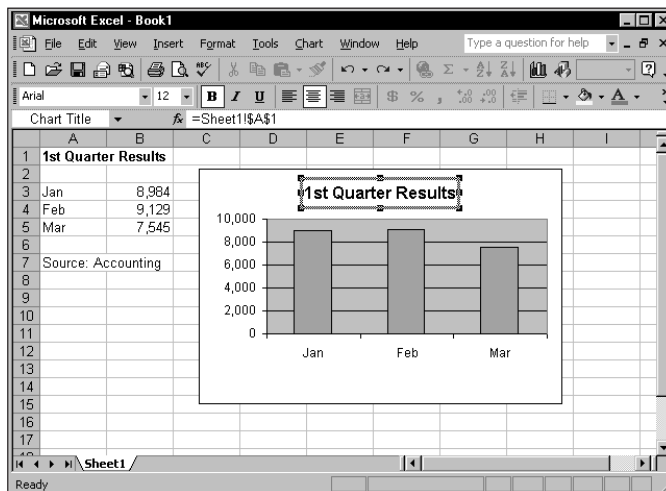 Microsoft Excel - Book1
File Edit View Insert Format Tools Chart Window Help Type a question for help
Arial 12 B I U $ % ,
Chart Title fx =Sheet1!$A$1
A B C D E F G H I
1 1st Quarter Results
2
3 Jan 8,984
4 Feb 9,129
5 Mar 7,545
6
7 Source: Accounting
8
9
10
11
12
13
14
15
16
17
1st Quarter Results
10,000
8,000
6,000
4,000
2,000
0
Jan Feb Mar
Sheet1
Ready